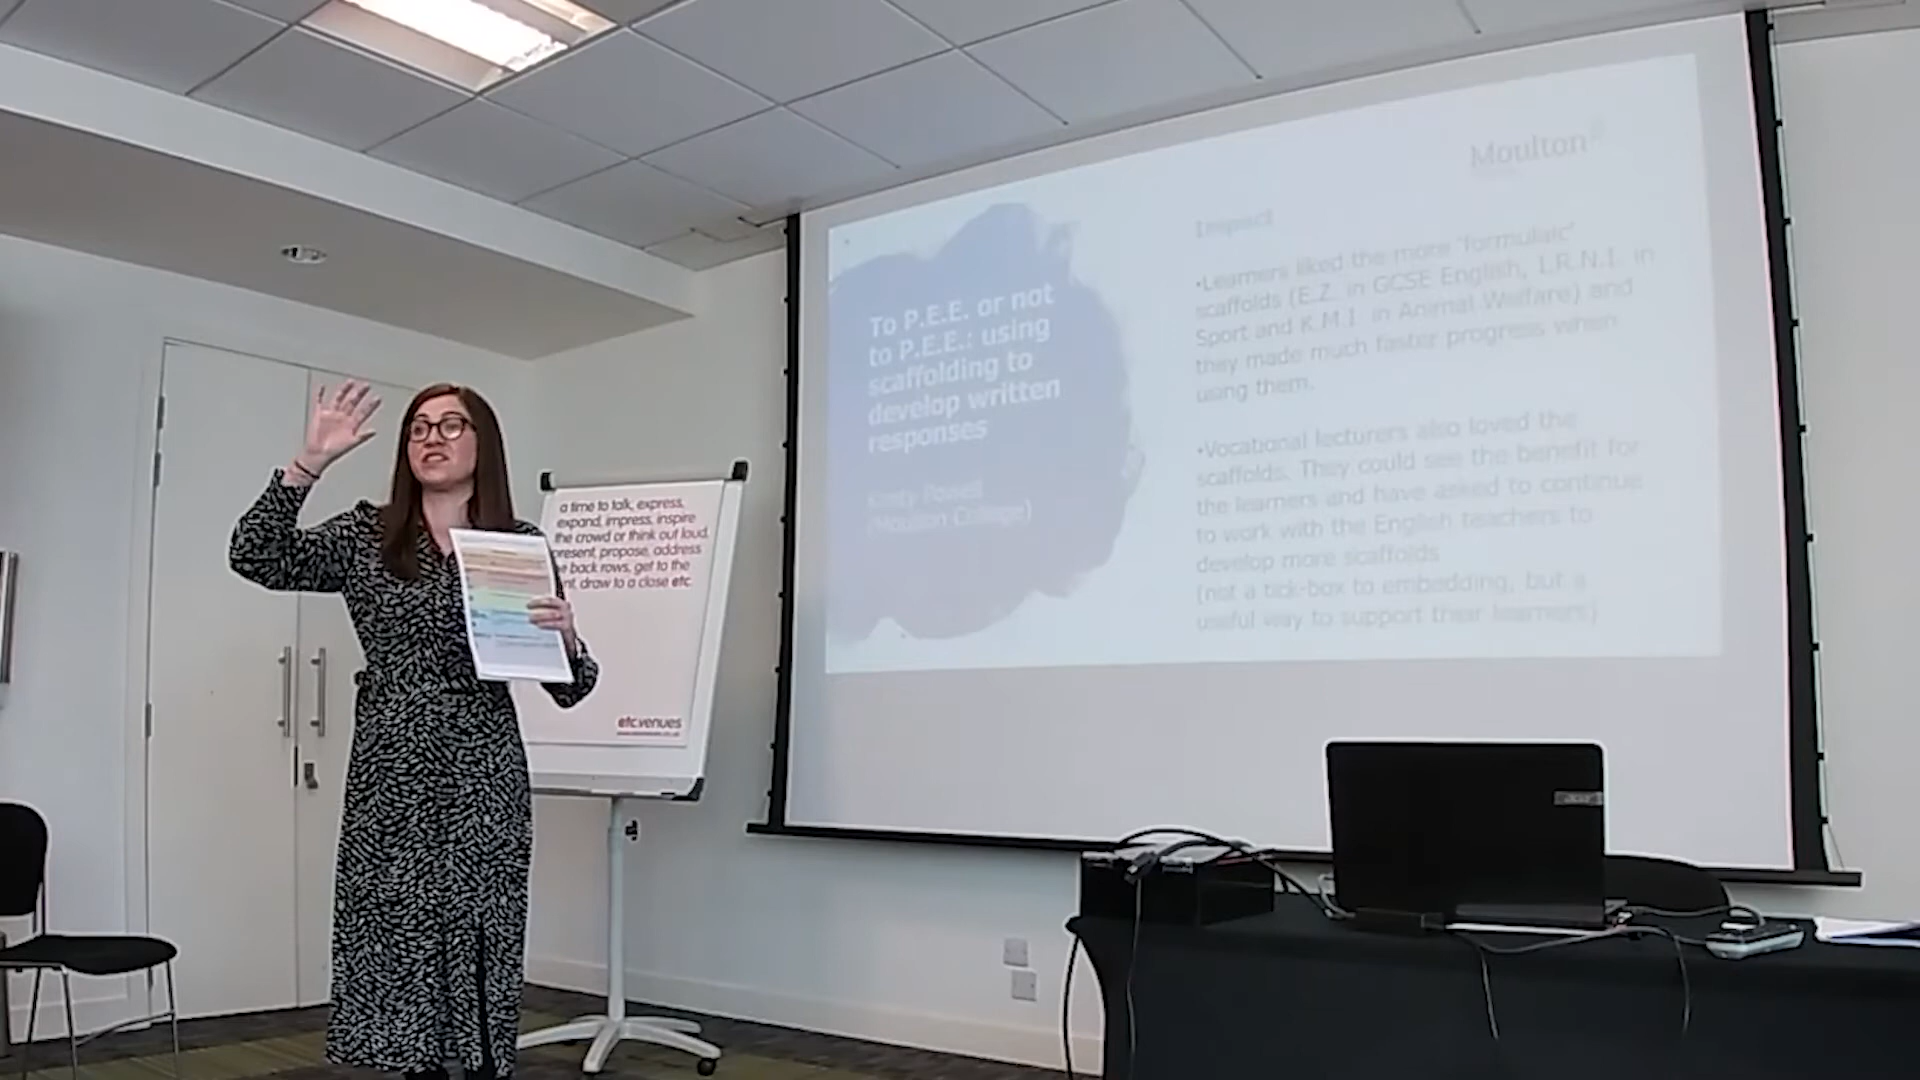 a time to talk, express,
expand, impress, inspire
the crowd or think out loud,
present, propose, address
back rows, get to the
draw to a close etc.
etc.venues
To P.E.E. or not
to P.E.E.: using
scaffolding to
develop written
responses
(Moulton College)
Moulton
Impact
•Learners liked the more 'formulaic'
scaffolds (E.Z. in GCSE English, I.R.N.I. in
Sport and K.M.I. in Animal Welfare) and
they made much faster progress when
using them.
•Vocational lecturers also loved the
scaffolds. They could see the benefit for
the learners and have asked to continue
to work with the English teachers to
develop more scaffolds
(not a tick-box to embedding, but a
useful way to support their learners)
acer